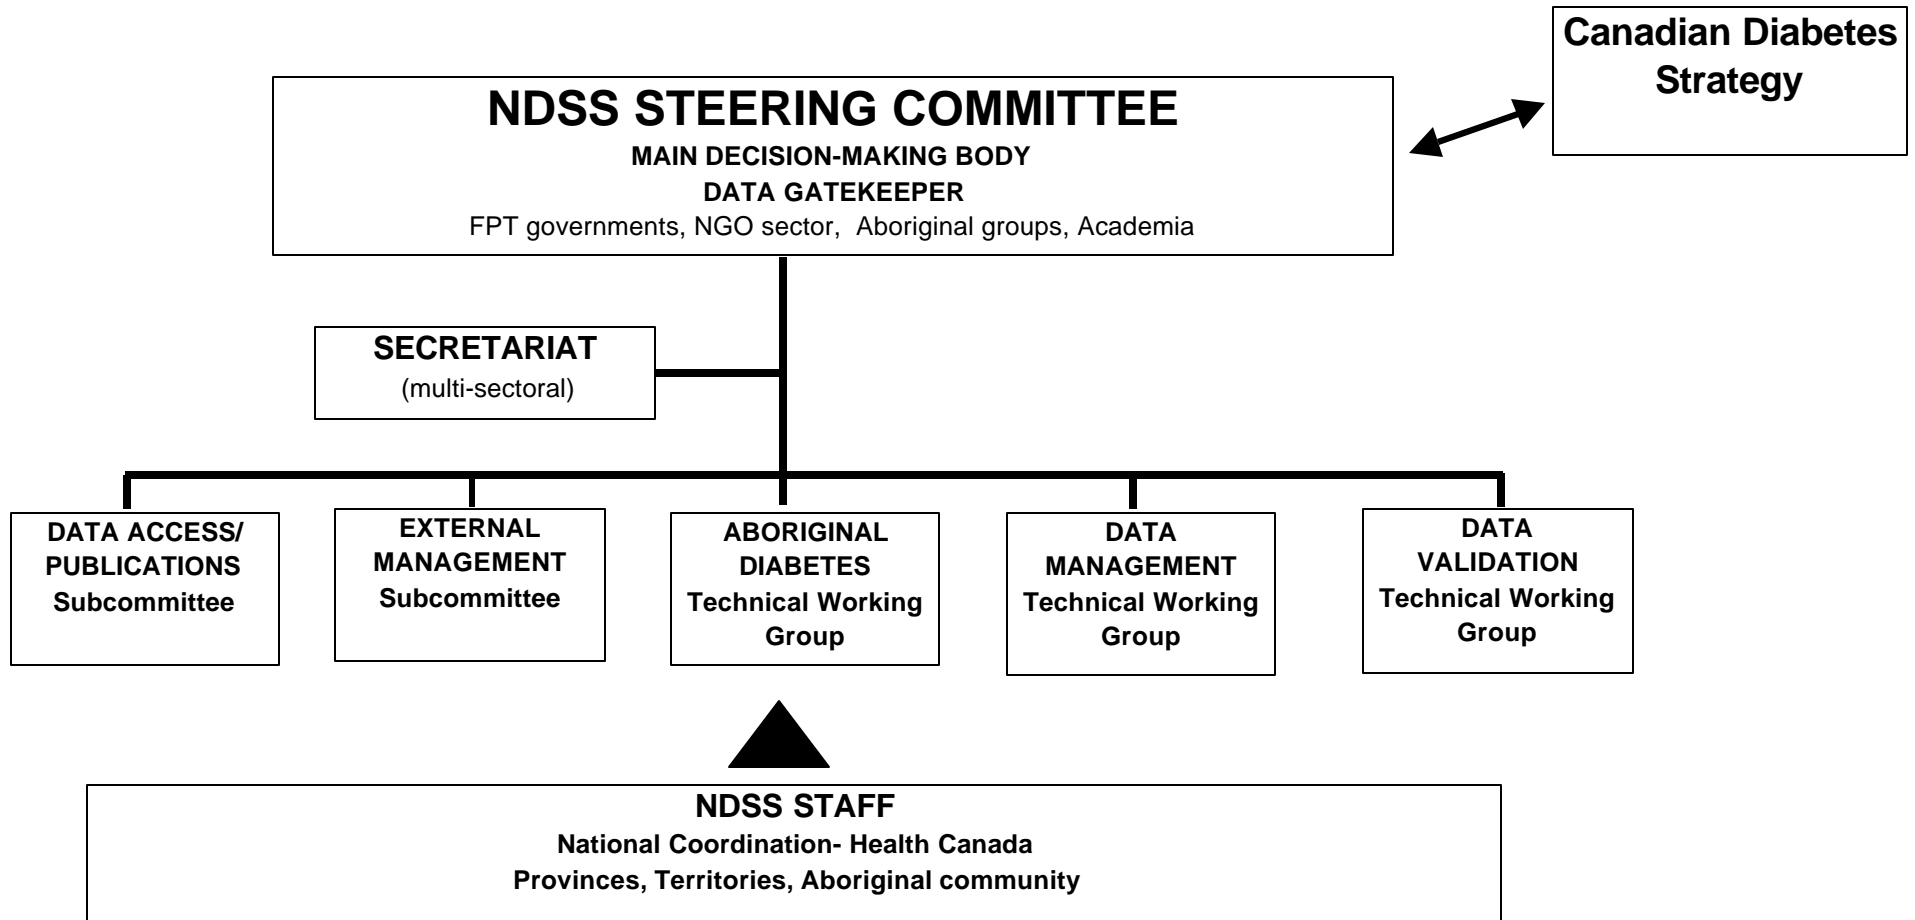 Canadian Diabetes
Strategy
NDSS STEERING COMMITTEE
MAIN DECISION-MAKING BODY
DATA GATEKEEPER
FPT governments, NGO sector, Aboriginal groups, Academia
SECRETARIAT
(multi-sectoral)
DATA ACCESS/
PUBLICATIONS
Subcommittee
EXTERNAL
MANAGEMENT
Subcommittee
ABORIGINAL
DIABETES
Technical Working
Group
DATA
MANAGEMENT
Technical Working
Group
DATA
VALIDATION
Technical Working
Group
NDSS STAFF
National Coordination- Health Canada
Provinces, Territories, Aboriginal community